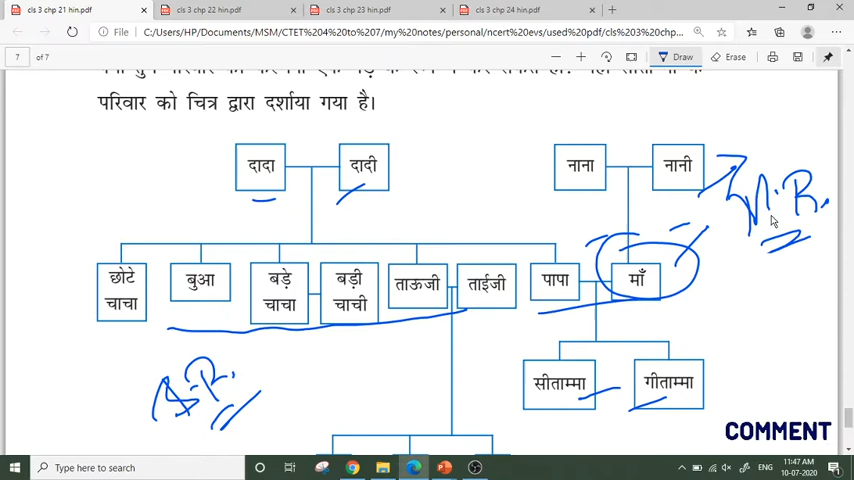 cls 3 chp 21 hin.pdf
cls 3 chp 22 hin.pdf
cls 3 chp 23 hin.pdf
cls 3 chp 24 hin.pdf
File
C:/Users/HP/Documents/MSM/CTET%204%20to%207/my%20notes/personal/ncert%20evs/used%20pdf/cls%203%20chp...
7 of 7
Draw
Erase
परिवार को चित्र द्वारा दर्शाया गया है।
दादा दादी नाना नानी
M.R.
छोटे चाचा
बुआ
बड़े चाचा
बड़ी चाची
ताऊजी
ताईजी
पापा
माँ
सीताम्मा
गीताम्मा
COMMENT
Type here to search
ENG
11:47 AM
10-07-2020